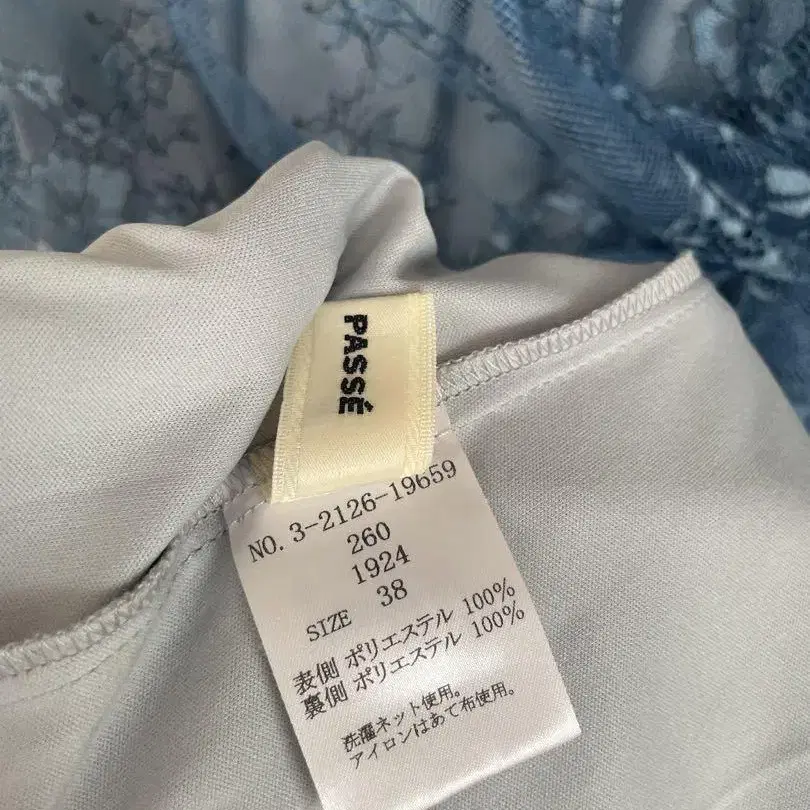 PASSÉ
NO. 3-2126-19659
260
1924
SIZE 38
表側 ポリエステル 100%
裏側 ポリエステル 100%
洗濯ネット使用。
アイロンはあて布使用。